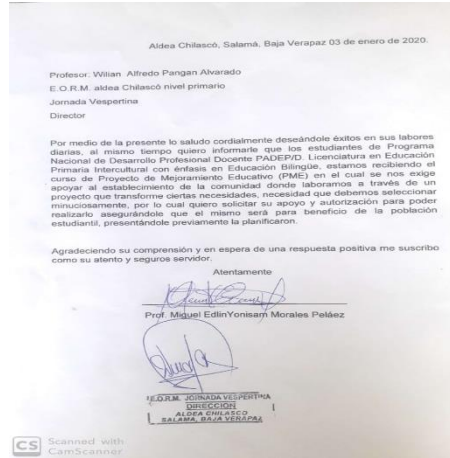 Aldea Chilascó, Salamá, Baja Verapaz 03 de enero de 2020.
Profesor. Wilian Alfredo Pangan Alvarado
E.O.R.M. aldea Chilascó nivel primario
Jornada Vespertina
Director
Por medio de la presente lo saludo cordialmente deseándole éxitos en sus labores
diarias, al mismo tiempo quiero informarle que los estudiantes de Programa
Nacional de Desarrollo Profesional Docente PADEP/D. Licenciatura en Educación
Primaria Intercultural con énfasis en Educación Bilingüe, estamos recibiendo el
curso de Proyecto de Mejoramiento Educativo (PME) en el cual se nos exige
apoyar al establecimiento de la comunidad donde laboramos a través de un
proyecto que transforme ciertas necesidades, necesidad que debemos seleccionar
minuciosamente, por lo cual quiero solicitar su apoyo y autorización para poder
realizarlo asegurándole que el mismo será para beneficio de la población
estudiantil, presentándole previamente la planificaron.
Agradeciendo su comprensión y en espera de una respuesta positiva me suscribo
como su atento y seguros servidor.
Atentamente
Prof. Miguel EdlinYonisam Morales Peláez
E.O.R.M. JORNADA VESPERTINA
DIRECCIÓN
ALDEA CHILASCO
SALAMA, BAJA VERAPAZ
CS Scanned with
CamScanner